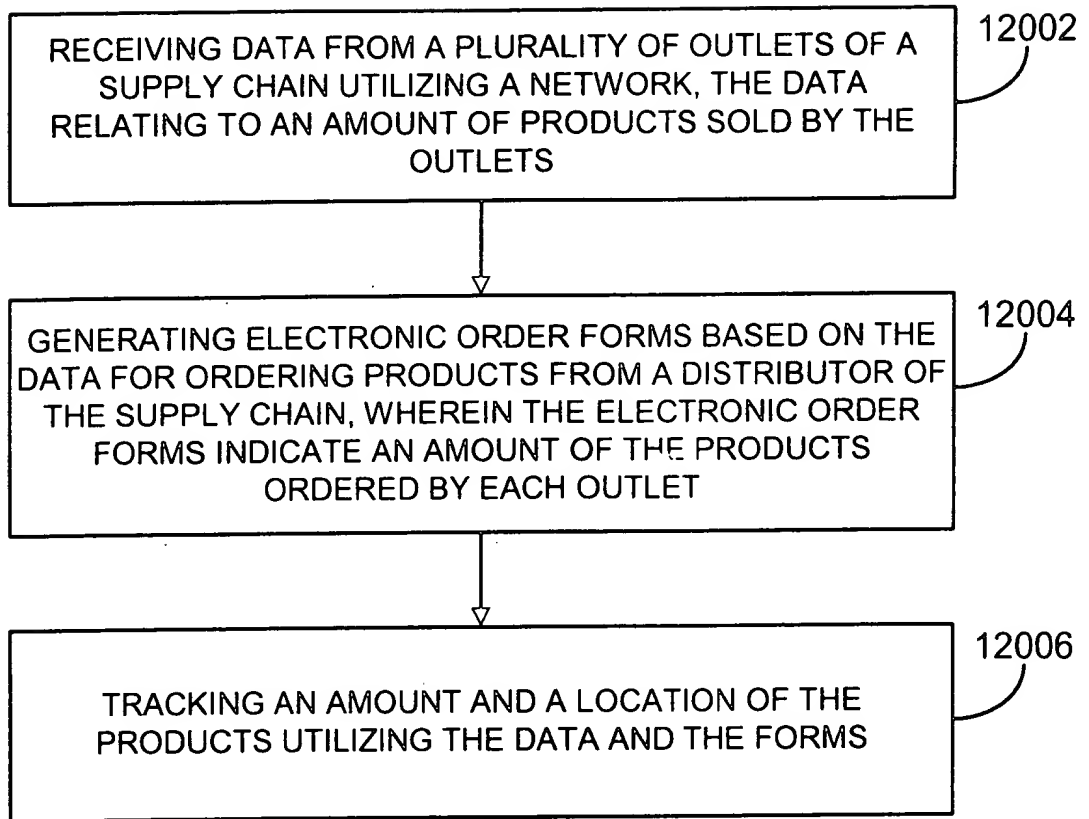 RECEIVING DATA FROM A PLURALITY OF OUTLETS OF A
SUPPLY CHAIN UTILIZING A NETWORK, THE DATA
RELATING TO AN AMOUNT OF PRODUCTS SOLD BY THE
OUTLETS
12002
GENERATING ELECTRONIC ORDER FORMS BASED ON THE
DATA FOR ORDERING PRODUCTS FROM A DISTRIBUTOR OF
THE SUPPLY CHAIN, WHEREIN THE ELECTRONIC ORDER
FORMS INDICATE AN AMOUNT OF THE PRODUCTS
ORDERED BY EACH OUTLET
12004
TRACKING AN AMOUNT AND A LOCATION OF THE
PRODUCTS UTILIZING THE DATA AND THE FORMS
12006